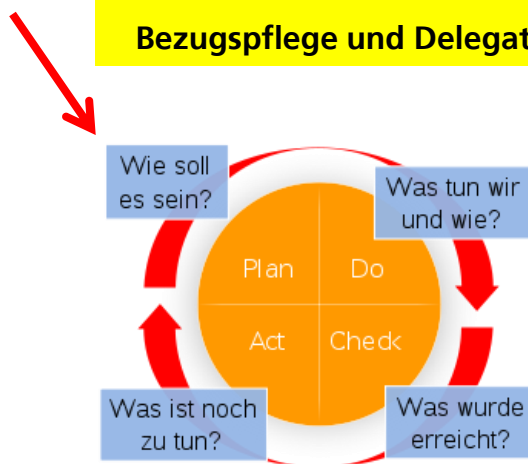 Bezugspflege und Delegat
Wie soll
es sein?
Was tun wir
und wie?
Plan
Do
Act
Check
Was ist noch
zu tun?
Was wurde
erreicht?